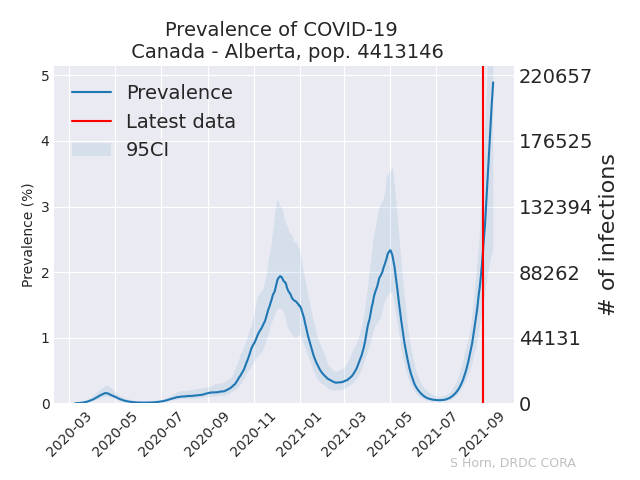 Prevalence of COVID-19
Canada - Alberta, pop. 4413146
Prevalence
Latest data
95CI
Prevalence (%)
5
4
3
2
1
0
220657
176525
132394
88262
44131
0
# of infections
2020-03
2020-05
2020-07
2020-09
2020-11
2021-01
2021-03
2021-05
2021-07
2021-09
S Horn, DRDC CORA